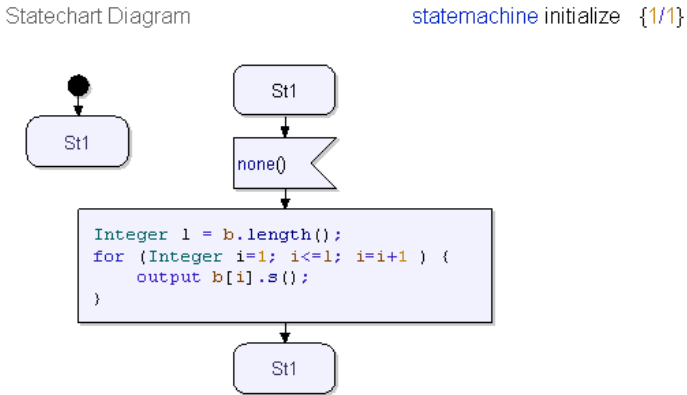 Statechart Diagram
statemachine initialize {1/1}
St1
St1
none()
Integer l = b.length();
for (Integer i=1; i<=l; i=i+1 ) {
    output b[i].s();
}
St1